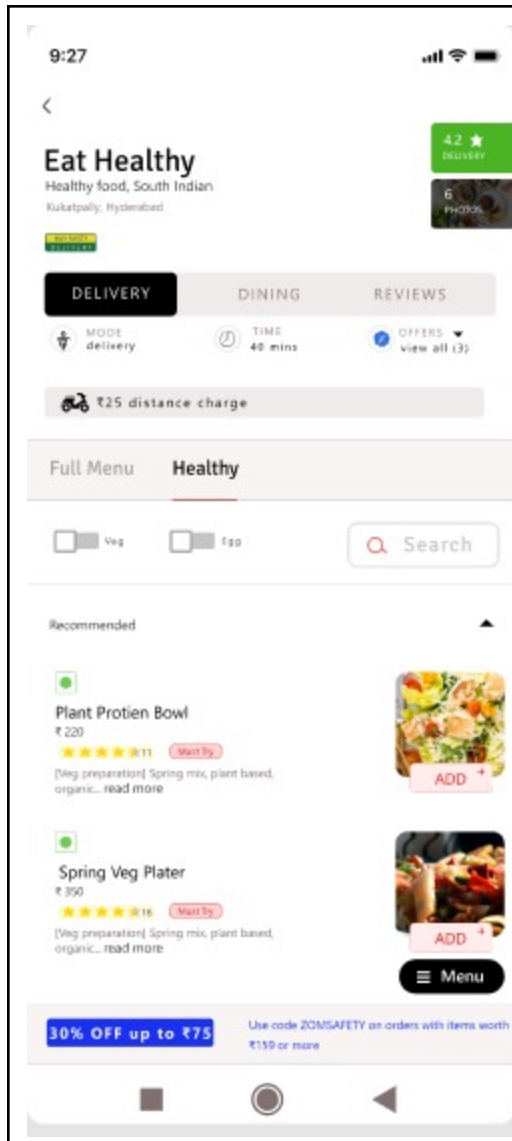 9:27
Eat Healthy
Healthy food, South Indian
Kukatpally, Hyderabad
4.2 ★
DELIVERY
6
PHOTOS
DELIVERY
DELIVERY DINING REVIEWS
MODE
delivery
TIME
40 mins
OFFERS
view all (3)
₹25 distance charge
Full Menu Healthy
Veg Egg Search
Recommended
Plant Protien Bowl
₹ 220
11 Must Try
[Veg preparation[ Spring mix, plant based,
organic... read more
ADD +
Spring Veg Plater
₹ 350
16 Must Try
[Veg preparation[ Spring mix, plant based,
organic... read more
ADD +
Menu
30% OFF up to ₹75
Use code ZOMSAFETY on orders with items worth
₹159 or more